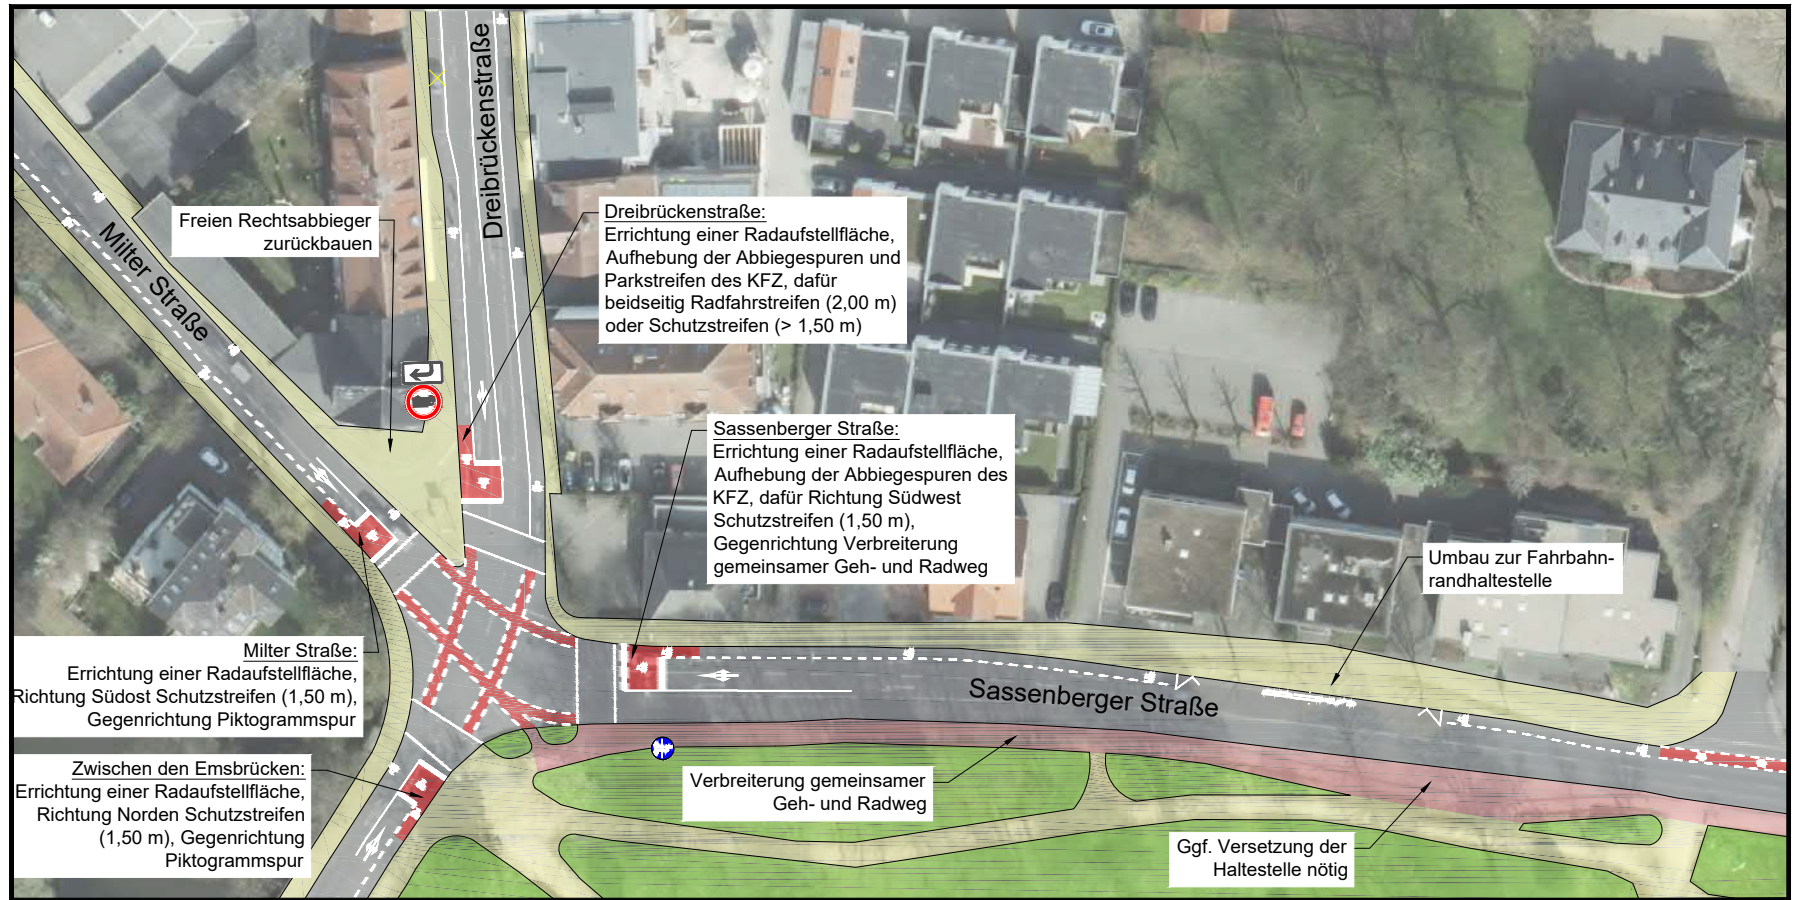 Dreibrückenstraße
Milter Straße
Freien Rechtsabbieger
zurückbauen
Dreibrückenstraße:
Errichtung einer Radaufstellfläche,
Aufhebung der Abbiegespuren und
Parkstreifen des KFZ, dafür
beidseitig Radfahrstreifen (2,00 m)
oder Schutzstreifen (> 1,50 m)
Sassenberger Straße:
Errichtung einer Radaufstellfläche,
Aufhebung der Abbiegespuren des
KFZ, dafür Richtung Südwest
Schutzstreifen (1,50 m),
Gegenrichtung Verbreiterung
gemeinsamer Geh- und Radweg
Umbau zur Fahrbahn-
randhaltestelle
Milter Straße:
Errichtung einer Radaufstellfläche,
Richtung Südost Schutzstreifen (1,50 m),
Gegenrichtung Piktogrammspur
Sassenberger Straße
Zwischen den Emsbrücken:
Errichtung einer Radaufstellfläche,
Richtung Norden Schutzstreifen
(1,50 m), Gegenrichtung
Piktogrammspur
Verbreiterung gemeinsamer
Geh- und Radweg
Ggf. Versetzung der
Haltestelle nötig